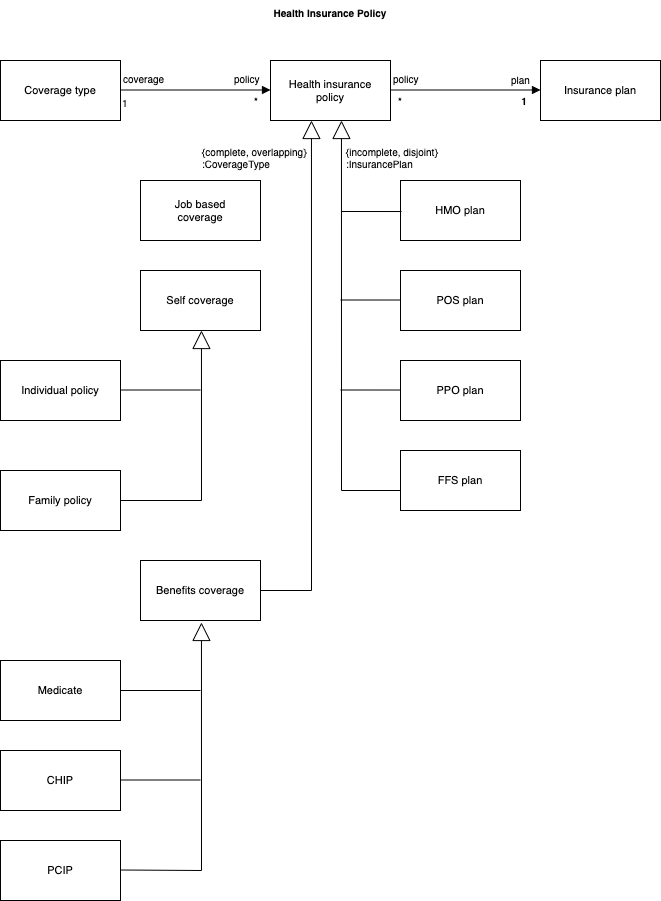 Health Insurance Policy
Coverage type
coverage
policy
1
*
Health insurance
policy
policy
plan
*
1
Insurance plan
{complete, overlapping}
:CoverageType
{incomplete, disjoint}
:InsurancePlan
Job based
coverage
HMO plan
Self coverage
POS plan
Individual policy
PPO plan
Family policy
FFS plan
Benefits coverage
Medicate
CHIP
PCIP